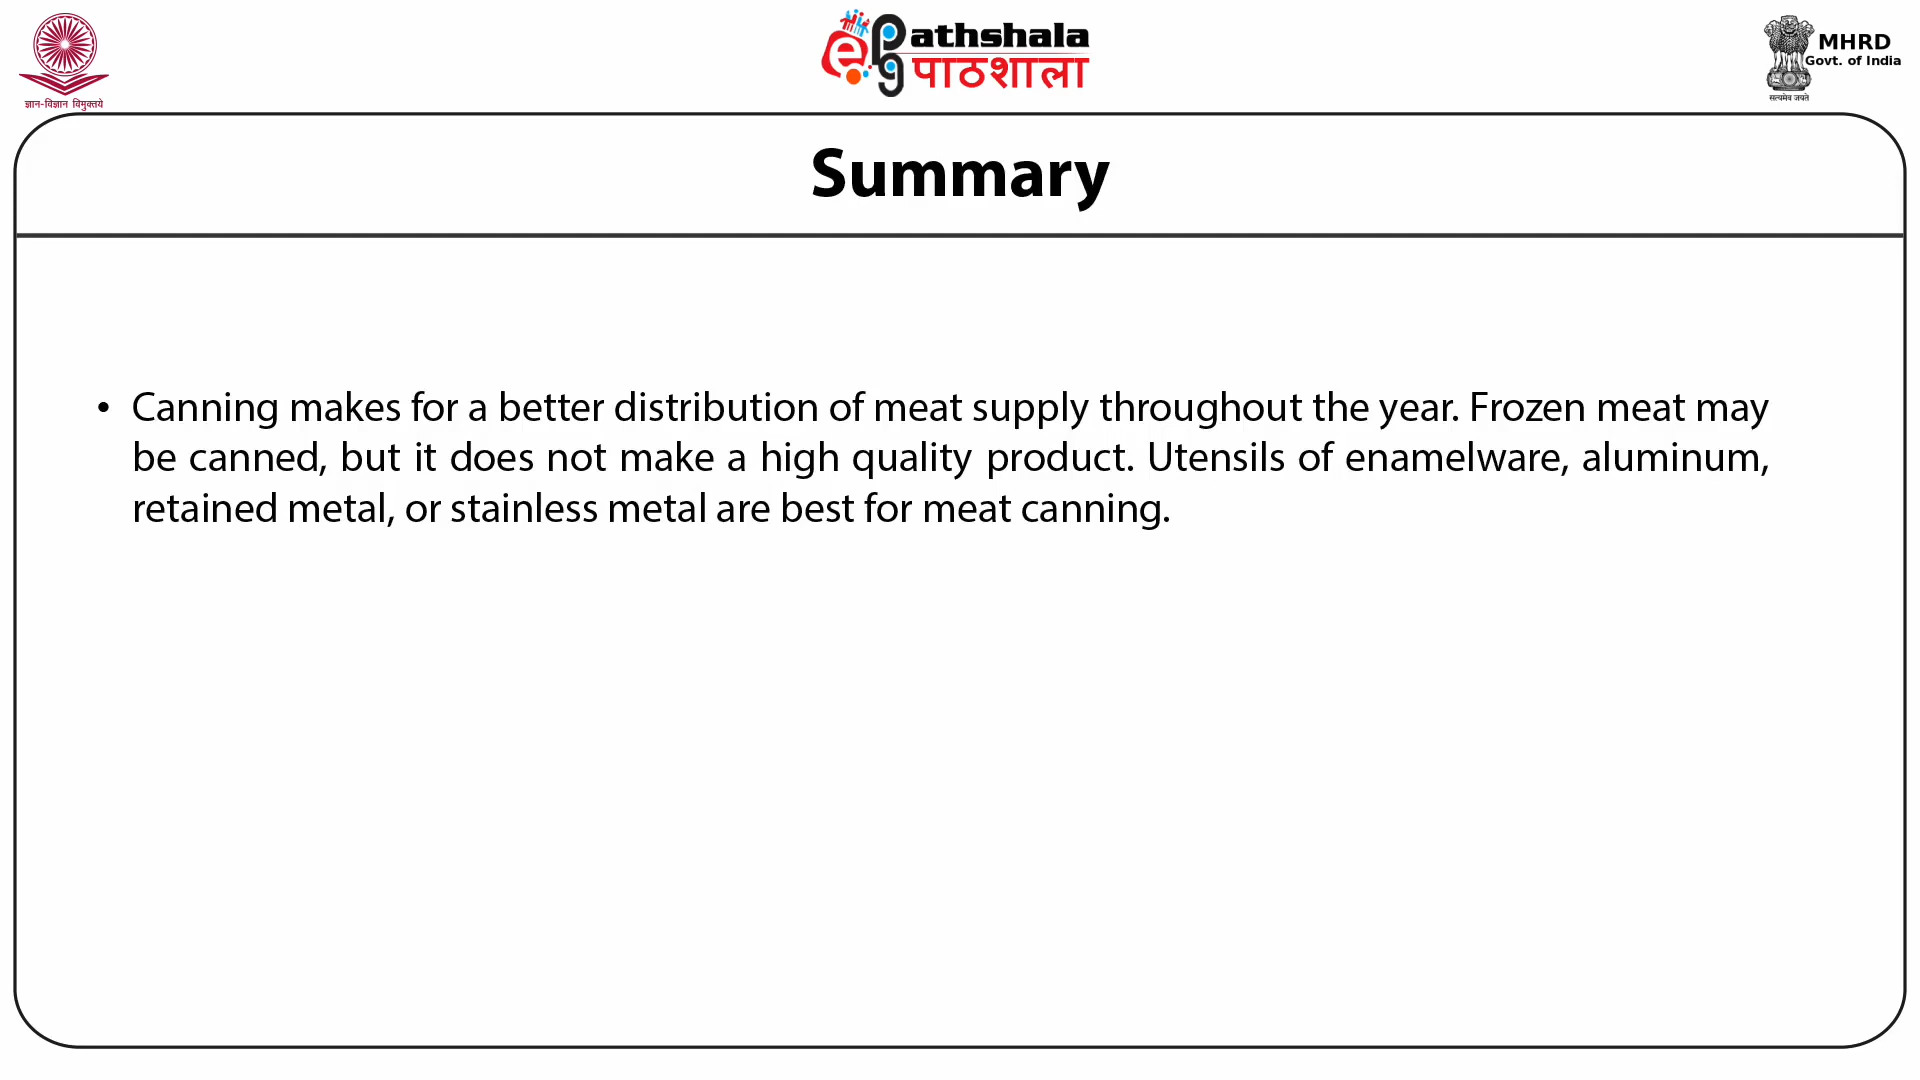 ज्ञान-विज्ञान विमुक्तये
e Pg athshala
पाठशाला
MHRD
Govt. of India
सत्यमेव जयते
Summary
• Canning makes for a better distribution of meat supply throughout the year. Frozen meat may
be canned, but it does not make a high quality product. Utensils of enamelware, aluminum,
retained metal, or stainless metal are best for meat canning.